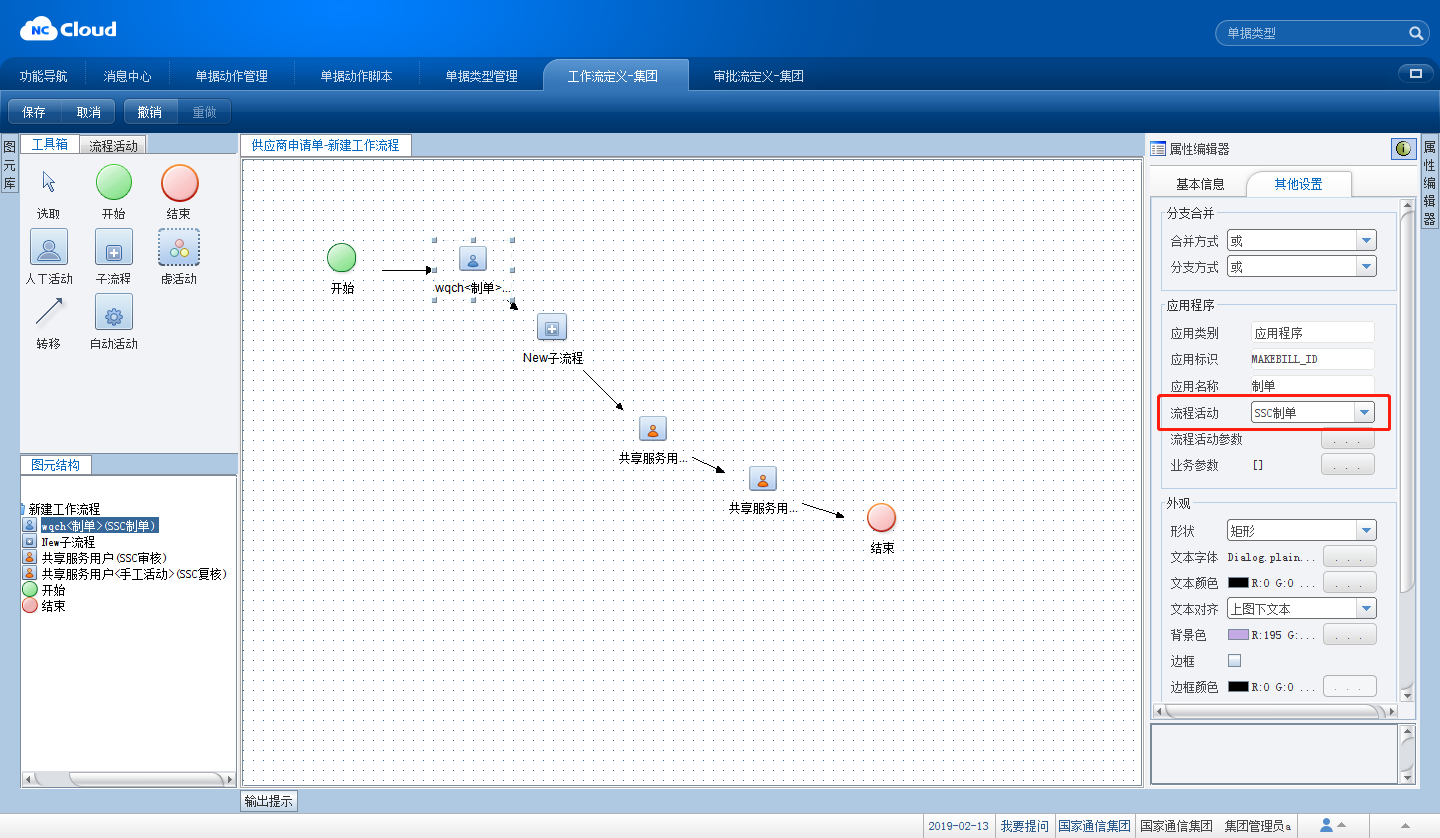 NC Cloud
单据类型
功能导航 消息中心 单据动作管理 单据动作脚本 单据类型管理 工作流定义-集团 审批流定义-集团
保存 取消 撤销 重做
图元库
工具箱 流程活动
选取 开始 结束
人工活动 子流程 虚活动
转移 自动活动
图元结构
新建工作流程
wqch<制单>(SSC制单)
New子流程
共享服务用户(SSC审核)
共享服务用户<手工活动>(SSC复核)
开始
结束
供应商申请单-新建工作流程
开始
wqch<制单>...
New子流程
共享服务用...
共享服务用...
结束
输出提示
属性编辑器
属性编辑器
基本信息 其他设置
分支合并
合并方式 或
分支方式 或
应用程序
应用类别 应用程序
应用标识 MAKEBILL_ID
应用名称 制单
流程活动 SSC制单
流程活动参数 ...
业务参数 [] ...
外观
形状 矩形
文本字体 Dialog.plain... ...
文本颜色 R:0 G:0 ... ...
文本对齐 上图下文本
背景色 R:195 G:... ...
边框
边框颜色 R:0 G:0 ... ...
2019-02-13 我要提问 国家通信集团 国家通信集团 集团管理员a